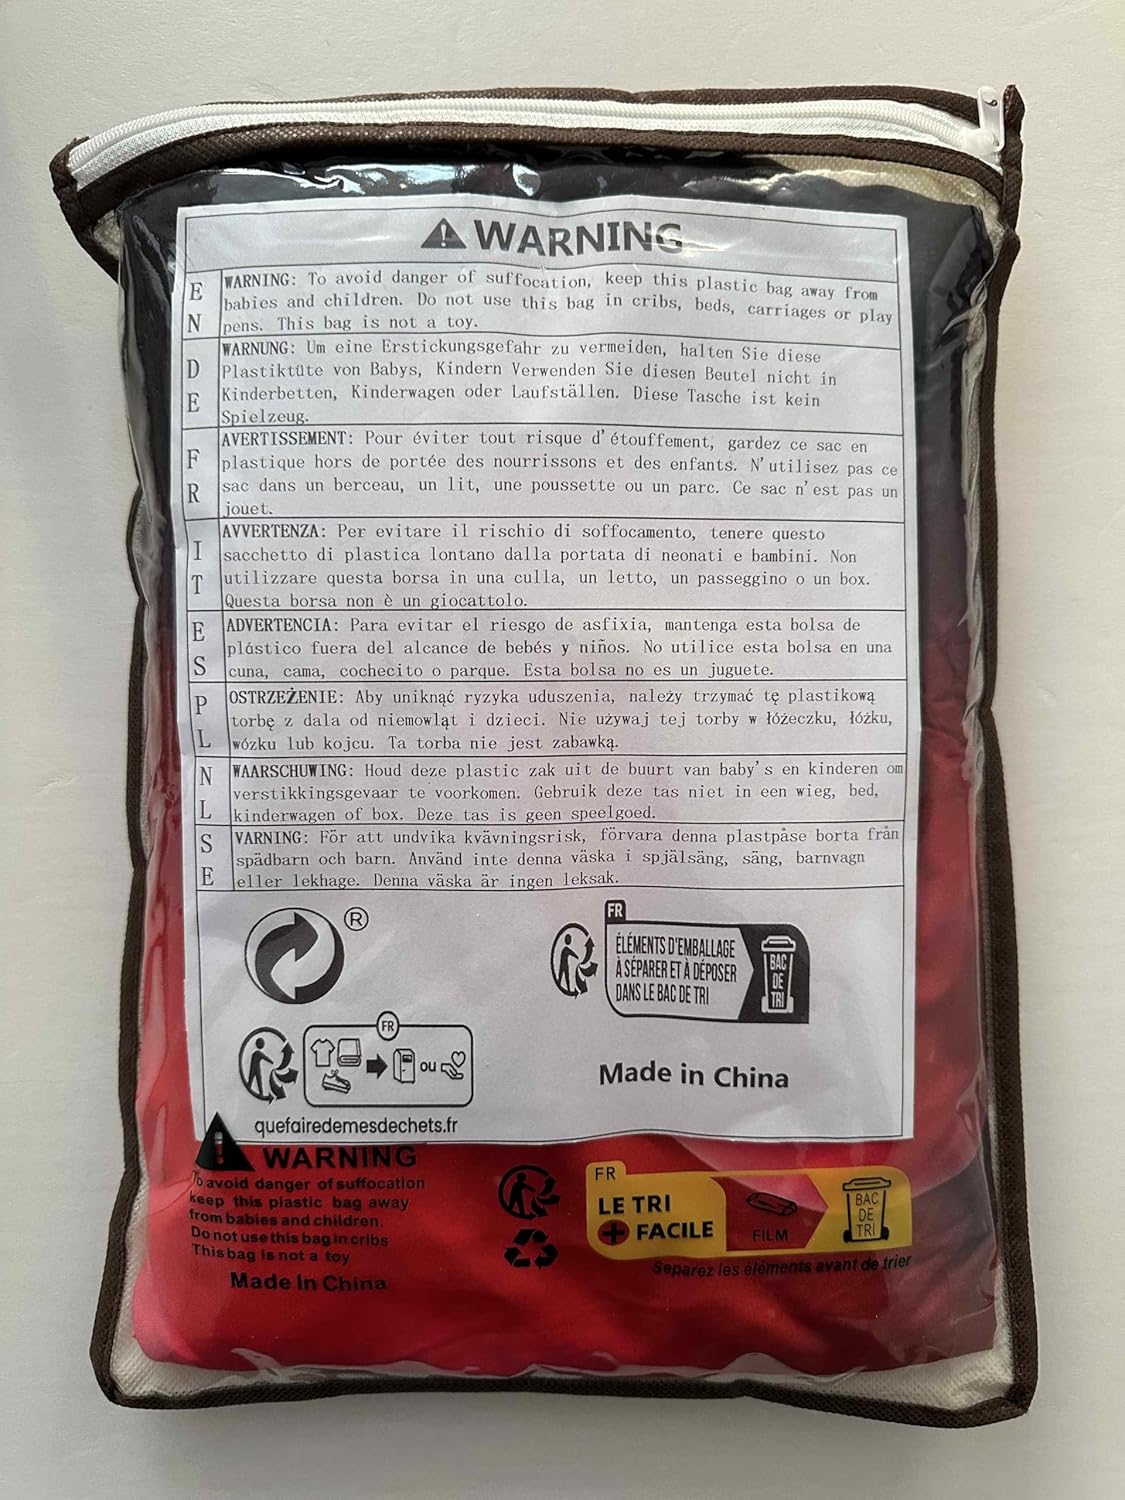 ⚠ WARNING
EN
WARNING: To avoid danger of suffocation, keep this plastic bag away from
babies and children. Do not use this bag in cribs, beds, carriages or play
pens. This bag is not a toy.
DE
WARNUNG: Um eine Erstickungsgefahr zu vermeiden, halten Sie diese
Plastiktüte von Babys, Kindern Verwenden Sie diesen Beutel nicht in
Kinderbetten, Kinderwagen oder Laufställen. Diese Tasche ist kein
Spielzeug.
FR
AVERTISSEMENT: Pour éviter tout risque d'étouffement, gardez ce sac en
plastique hors de portée des nourrissons et des enfants. N'utilisez pas ce
sac dans un berceau, un lit, une poussette ou un parc. Ce sac n'est pas un
jouet.
IT
AVVERTENZA: Per evitare il rischio di soffocamento, tenere questo
sacchetto di plastica lontano dalla portata di neonati e bambini. Non
utilizzare questa borsa in una culla, un letto, un passeggino o un box.
Questa borsa non è un giocattolo.
ES
ADVERTENCIA: Para evitar el riesgo de asfixia, mantenga esta bolsa de
plástico fuera del alcance de bebés y niños. No utilice esta bolsa en una
cuna, cama, cochecito o parque. Esta bolsa no es un juguete.
PL
OSTRZEŻENIE: Aby uniknąć ryzyka uduszenia, należy trzymać tę plastikową
torbę z dala od niemowląt i dzieci. Nie używaj tej torby w łóżeczku, łóżku,
wózku lub kojcu. Ta torba nie jest zabawką.
NL
WAARSCHUWING: Houd deze plastic zak uit de buurt van baby's en kinderen om
verstikkingsgevaar te voorkomen. Gebruik deze tas niet in een wieg, bed,
kinderwagen of box. Deze tas is geen speelgoed.
SE
VARNING: För att undvika kvävningsrisk, förvara denna plastpåse borta från
spädbarn och barn. Använd inte denna väska i spjälsäng, säng, barnvagn
eller lekhage. Denna väska är ingen leksak.
®
FR
ÉLÉMENTS D'EMBALLAGE
À SÉPARER ET À DÉPOSER
DANS LE BAC DE TRI
BAC
DE
TRI
FR
ou
quefairedemesdechets.fr
Made in China
WARNING
To avoid danger of suffocation
keep this plastic bag away
from babies and children.
Do not use this bag in cribs
This bag is not a toy
Made In China
FR
LE TRI
+ FACILE
FILM
BAC
DE
TRI
Séparez les éléments avant de trier